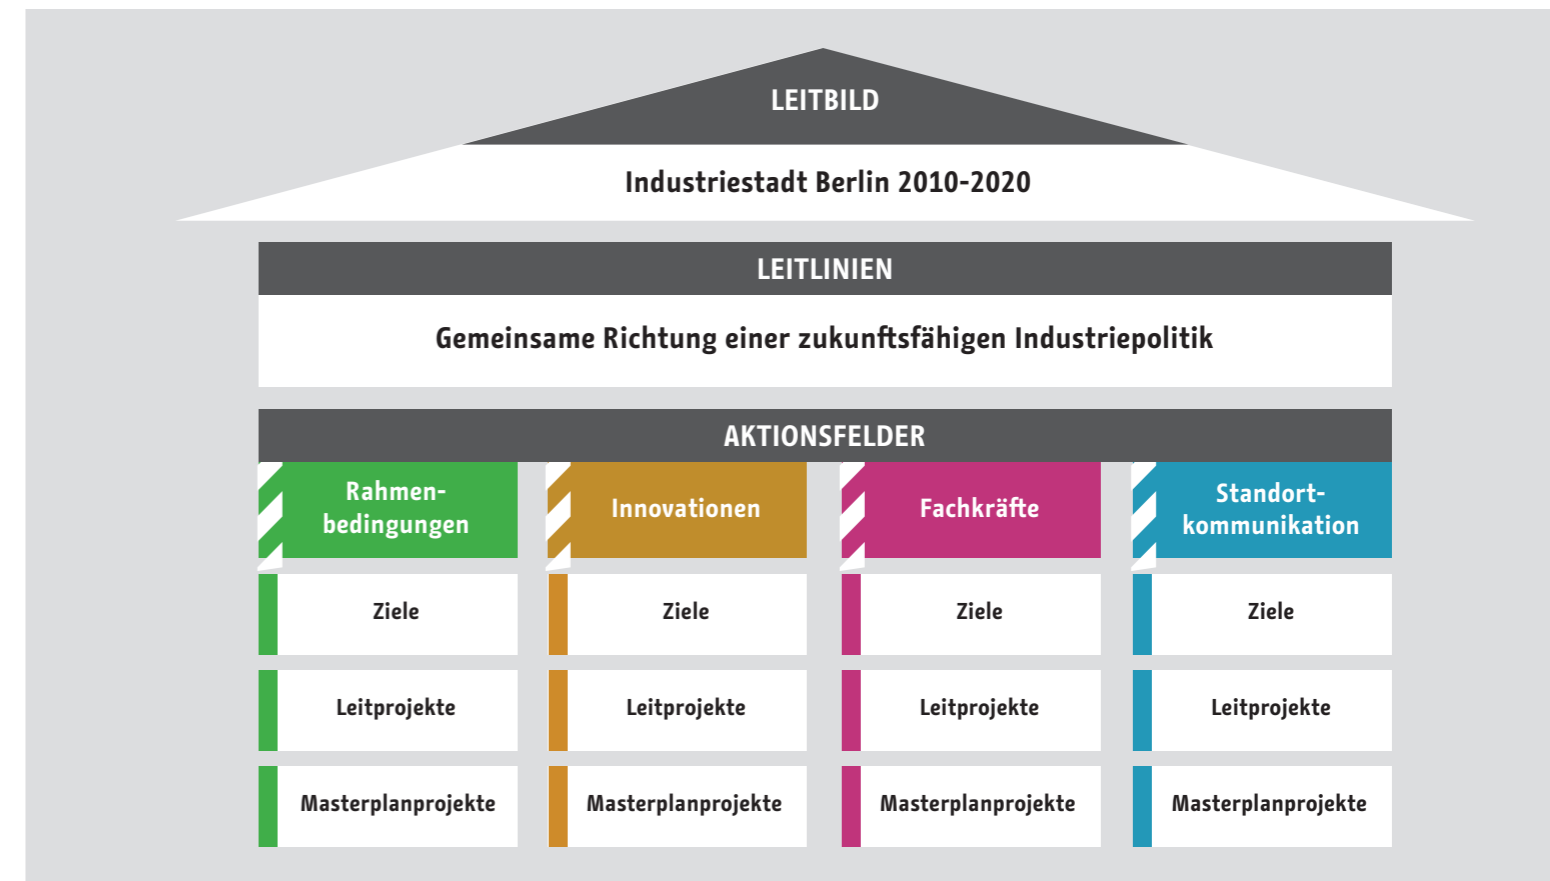 LEITBILD
Industriestadt Berlin 2010-2020
LEITLINIEN
Gemeinsame Richtung einer zukunftsfähigen Industriepolitik
AKTIONSFELDER
Rahmen-
bedingungen
Innovationen
Fachkräfte
Standort-
kommunikation
Ziele
Ziele
Ziele
Ziele
Leitprojekte
Leitprojekte
Leitprojekte
Leitprojekte
Masterplanprojekte
Masterplanprojekte
Masterplanprojekte
Masterplanprojekte